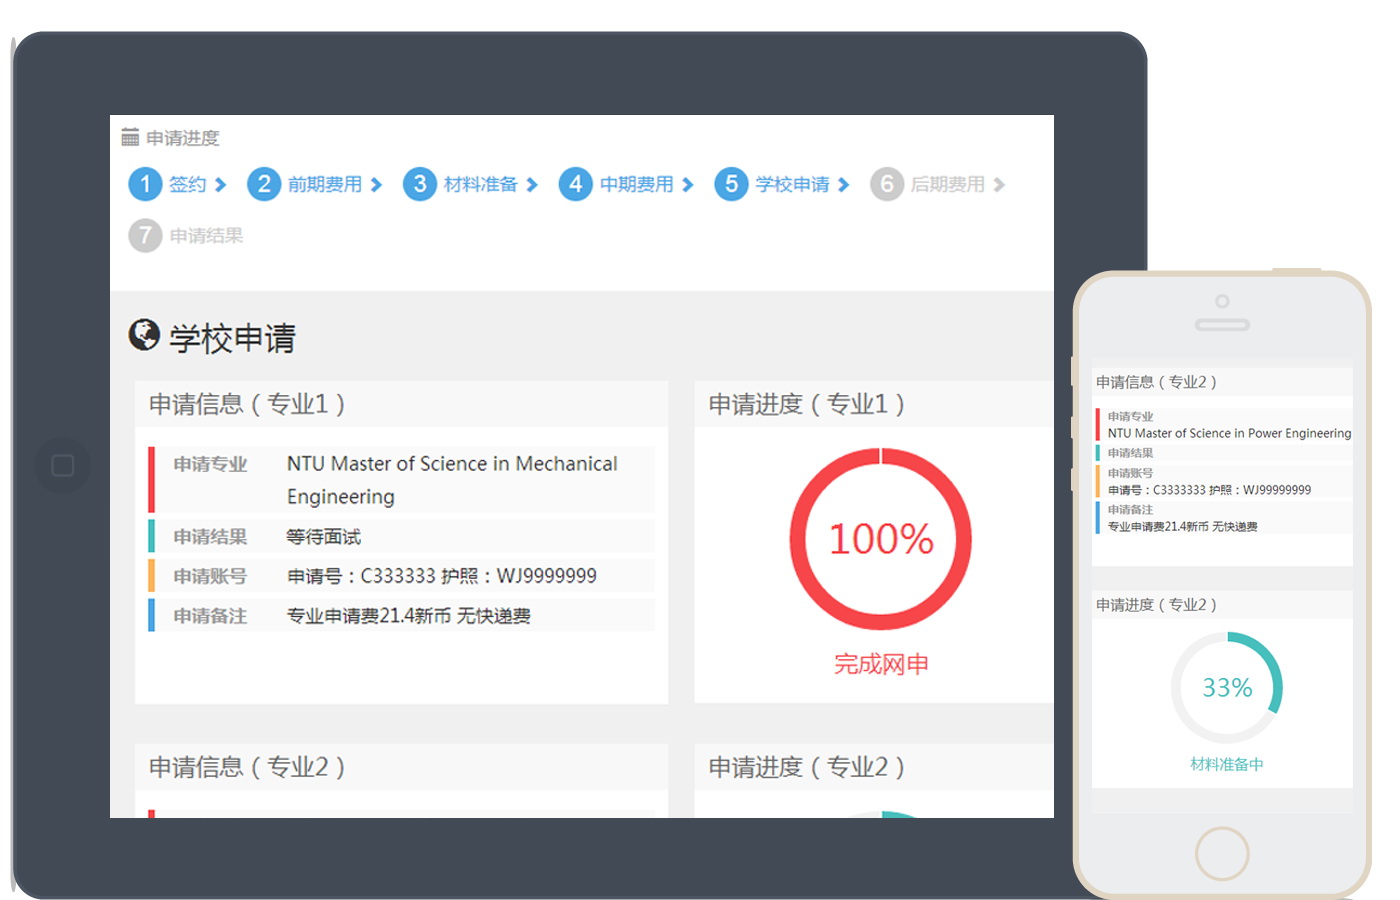 申请进度
1 签约 2 前期费用 3 材料准备 4 中期费用 5 学校申请 6 后期费用
7 申请结果
学校申请
申请信息（专业1）
申请专业 NTU Master of Science in Mechanical
Engineering
申请结果 等待面试
申请账号 申请号：C333333 护照：WJ9999999
申请备注 专业申请费21.4新币 无快递费
申请进度（专业1）
100%
完成网申
申请信息（专业2）
申请进度（专业2）
申请信息（专业2）
申请专业
NTU Master of Science in Power Engineering
申请结果
申请账号
申请号：C3333333 护照：WJ99999999
申请备注
专业申请费21.4新币 无快递费
申请进度（专业2）
33%
材料准备中